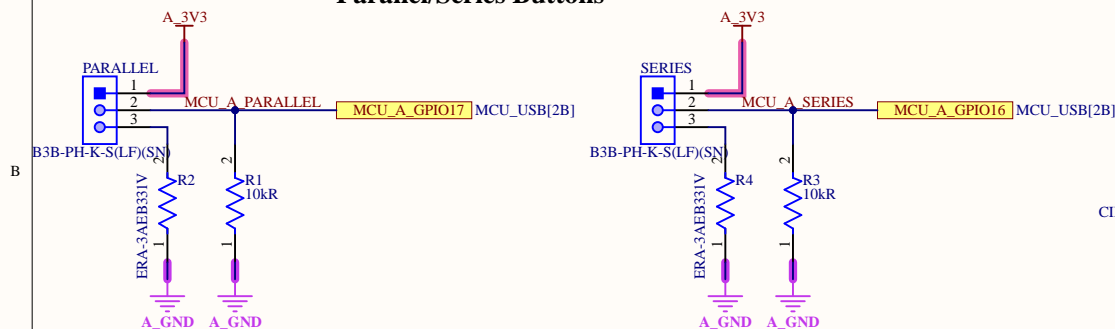 Parallel/Series Buttons
A_3V3
A_3V3
PARALLEL
SERIES
1
2
3
1
2
3
MCU_A_PARALLEL
MCU_A_GPIO17
MCU_USB[2B]
MCU_A_SERIES
MCU_A_GPIO16
MCU_USB[2B]
B3B-PH-K-S(LF)(SN)
B3B-PH-K-S(LF)(SN)
B
2
2
2
2
R2
R1
10kR
R4
R3
10kR
ERA-3AEB331V
ERA-3AEB331V
1
1
1
1
A_GND
A_GND
A_GND
A_GND